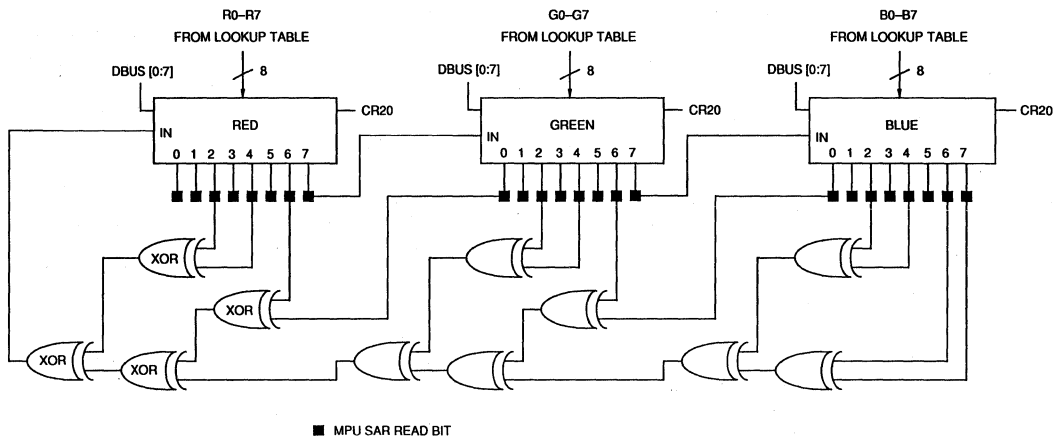 R0–R7
FROM LOOKUP TABLE
G0–G7
FROM LOOKUP TABLE
B0–B7
FROM LOOKUP TABLE
DBUS [0:7]
8
DBUS [0:7]
8
DBUS [0:7]
8
RED
CR20
GREEN
CR20
BLUE
CR20
IN
IN
IN
0 1 2 3 4 5 6 7
0 1 2 3 4 5 6 7
0 1 2 3 4 5 6 7
XOR
XOR
XOR
XOR
MPU SAR READ BIT